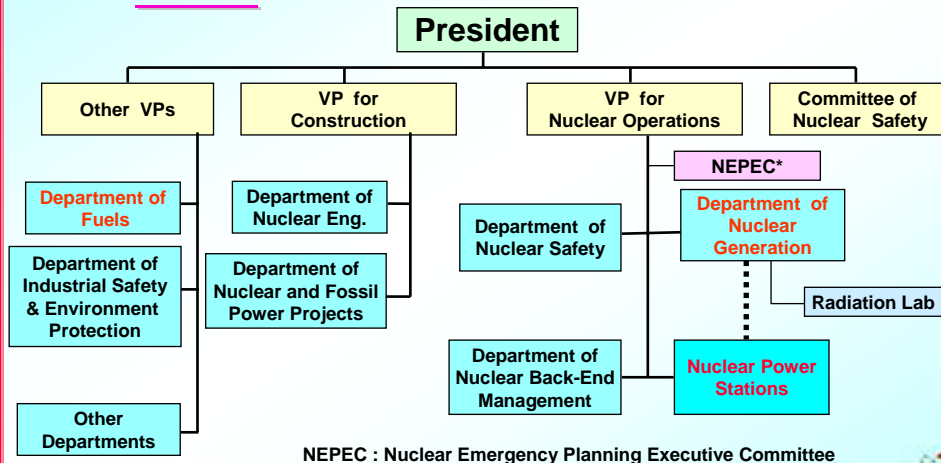 President
Other VPs
VP for
Construction
VP for
Nuclear Operations
Committee of
Nuclear Safety
NEPEC*
Department of
Fuels
Department of
Nuclear Eng.
Department of
Nuclear Safety
Department of
Nuclear
Generation
Department of
Industrial Safety
& Environment
Protection
Department of
Nuclear and Fossil
Power Projects
Radiation Lab
Department of
Nuclear Back-End
Management
Nuclear Power
Stations
Other
Departments
NEPEC : Nuclear Emergency Planning Executive Committee